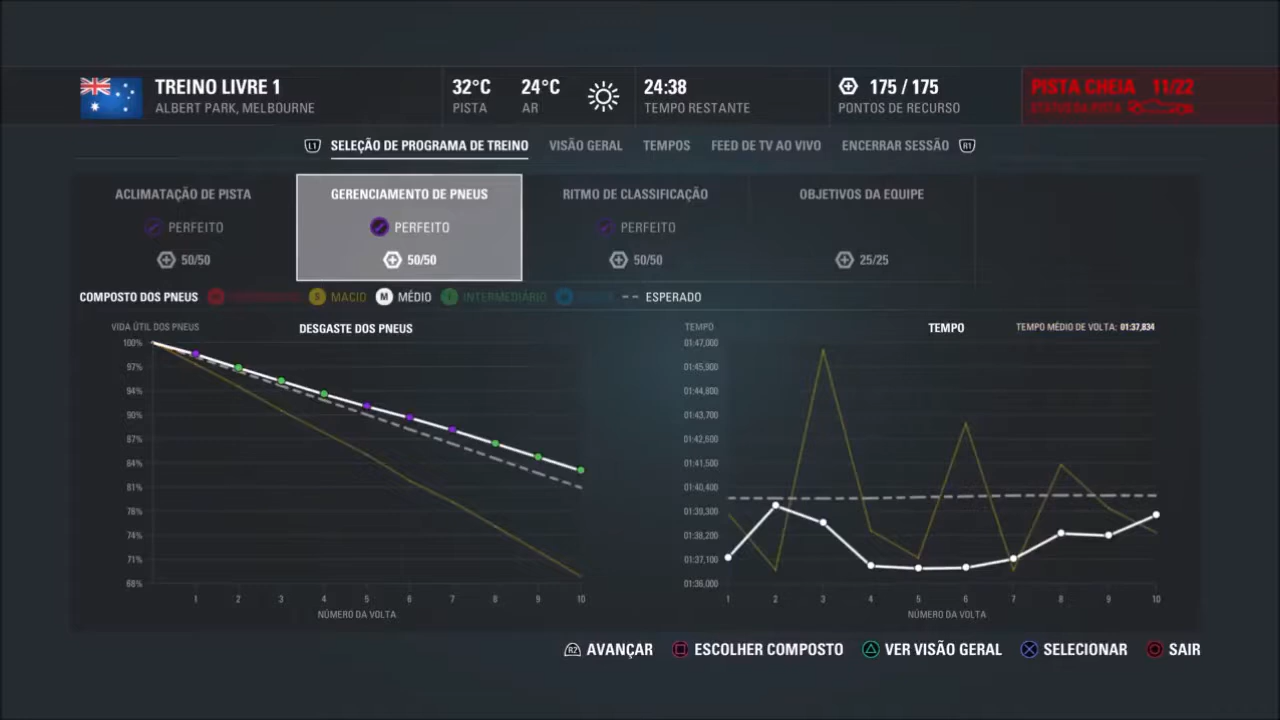 TREINO LIVRE 1
ALBERT PARK, MELBOURNE
32°C
PISTA
24°C
AR
24:38
TEMPO RESTANTE
175 / 175
PONTOS DE RECURSO
PISTA CHEIA 11/22
STATUS DA PISTA
L1 SELEÇÃO DE PROGRAMA DE TREINO VISÃO GERAL TEMPOS FEED DE TV AO VIVO ENCERRAR SESSÃO R1
ACLIMATAÇÃO DE PISTA
PERFEITO
50/50
GERENCIAMENTO DE PNEUS
PERFEITO
50/50
RITMO DE CLASSIFICAÇÃO
PERFEITO
50/50
OBJETIVOS DA EQUIPE
25/25
COMPOSTO DOS PNEUS S MACIO M MÉDIO INTERMEDIÁRIO ESPERADO
VIDA ÚTIL DOS PNEUS
DESGASTE DOS PNEUS
100%
97%
94%
90%
87%
84%
81%
78%
74%
71%
68%
1 2 3 4 5 6 7 8 9 10
NÚMERO DA VOLTA
TEMPO
TEMPO
TEMPO MÉDIO DE VOLTA: 01:37,834
01:47,000
01:45,900
01:44,800
01:43,700
01:42,600
01:41,500
01:40,400
01:39,300
01:38,200
01:37,100
01:36,000
1 2 3 4 5 6 7 8 9 10
NÚMERO DA VOLTA
R2 AVANÇAR ESCOLHER COMPOSTO VER VISÃO GERAL SELECIONAR SAIR